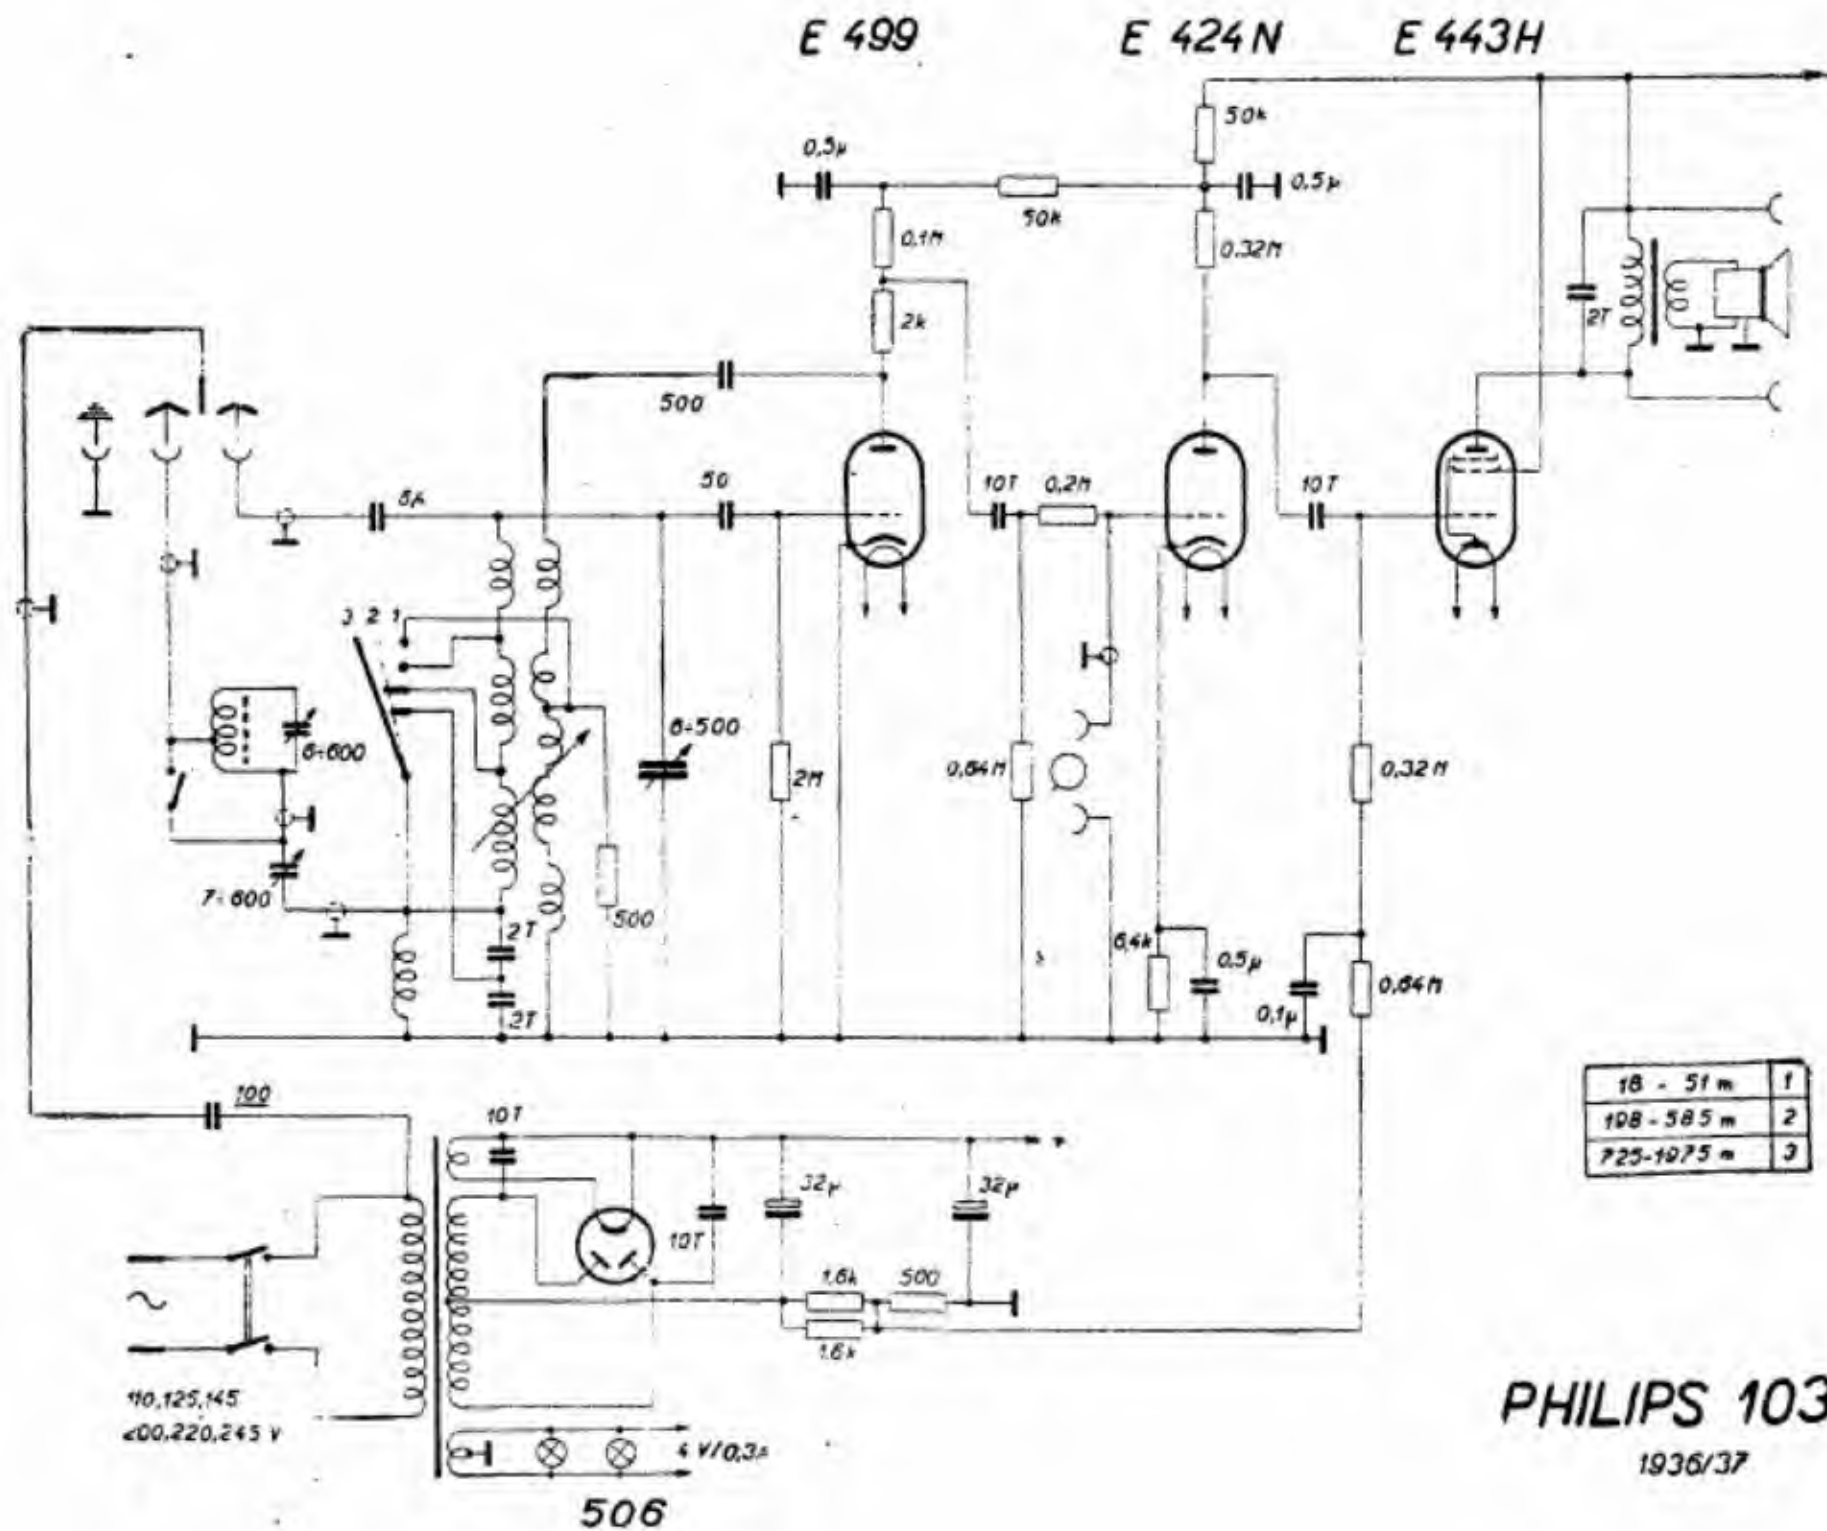 E 499 E 424N E 443H
50k
0,5µ
0,5µ
50k
0,1M
0,32M
2k
2T
500
5µ
50
10T 0,2M
10T
3 2 1
6÷600
6÷500
2M
0,64M
0,32M
7÷600
500
2T
6,4k
0,5µ
0,64M
2T
0,1µ
100
10T
18 - 51 m 1
198 - 585 m 2
725-1975 m 3
32µ
32µ
10T
1,6k 500
1,6k
110,125,145
200,220,245 V
4 V/0,3A
506
PHILIPS 103
1936/37